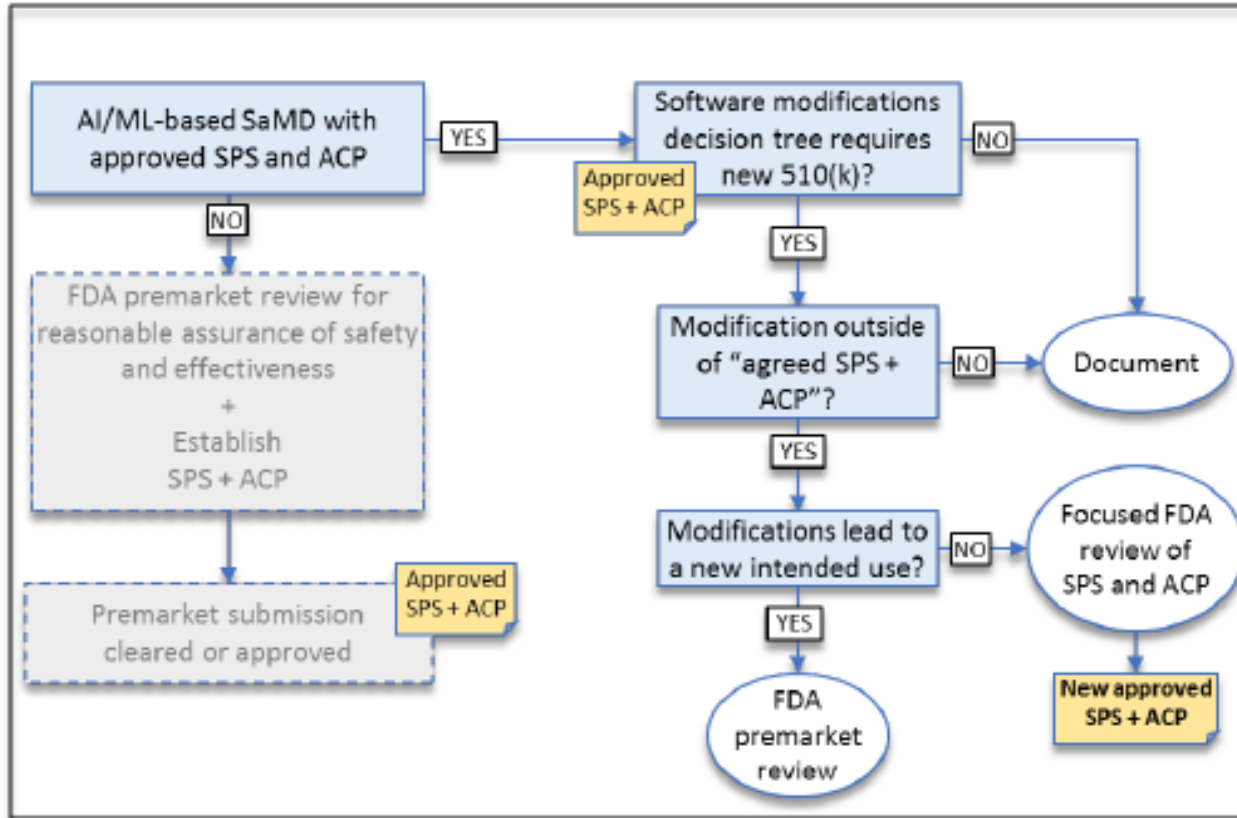 AI/ML-based SaMD with
approved SPS and ACP
YES
Software modifications
decision tree requires
new 510(k)?
NO
Approved
SPS + ACP
NO
YES
FDA premarket review for
reasonable assurance of safety
and effectiveness
+
Establish
SPS + ACP
Modification outside
of “agreed SPS +
ACP”?
NO
Document
YES
Modifications lead to
a new intended use?
NO
Focused FDA
review of
SPS and ACP
Approved
SPS + ACP
Premarket submission
cleared or approved
YES
FDA
premarket
review
New approved
SPS + ACP